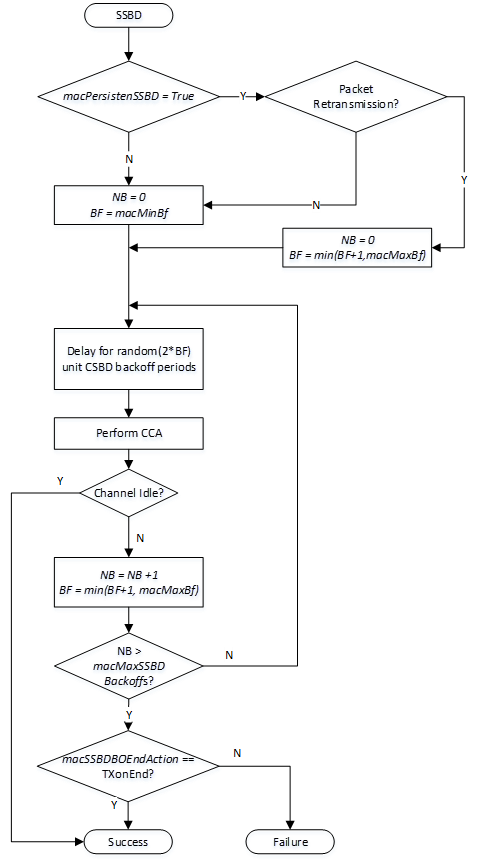 SSBD
macPersistenSSBD = True
Y
Packet
Retransmission?
N
Y
NB = 0
BF = macMinBf
N
NB = 0
BF = min(BF+1,macMaxBf)
Delay for random(2*BF)
unit CSBD backoff periods
Perform CCA
Y
Channel Idle?
N
NB = NB +1
BF = min(BF+1, macMaxBf)
NB >
macMaxSSBD
Backoffs?
N
Y
macSSBDBOEndAction ==
TXonEnd?
N
Y
Success
Failure